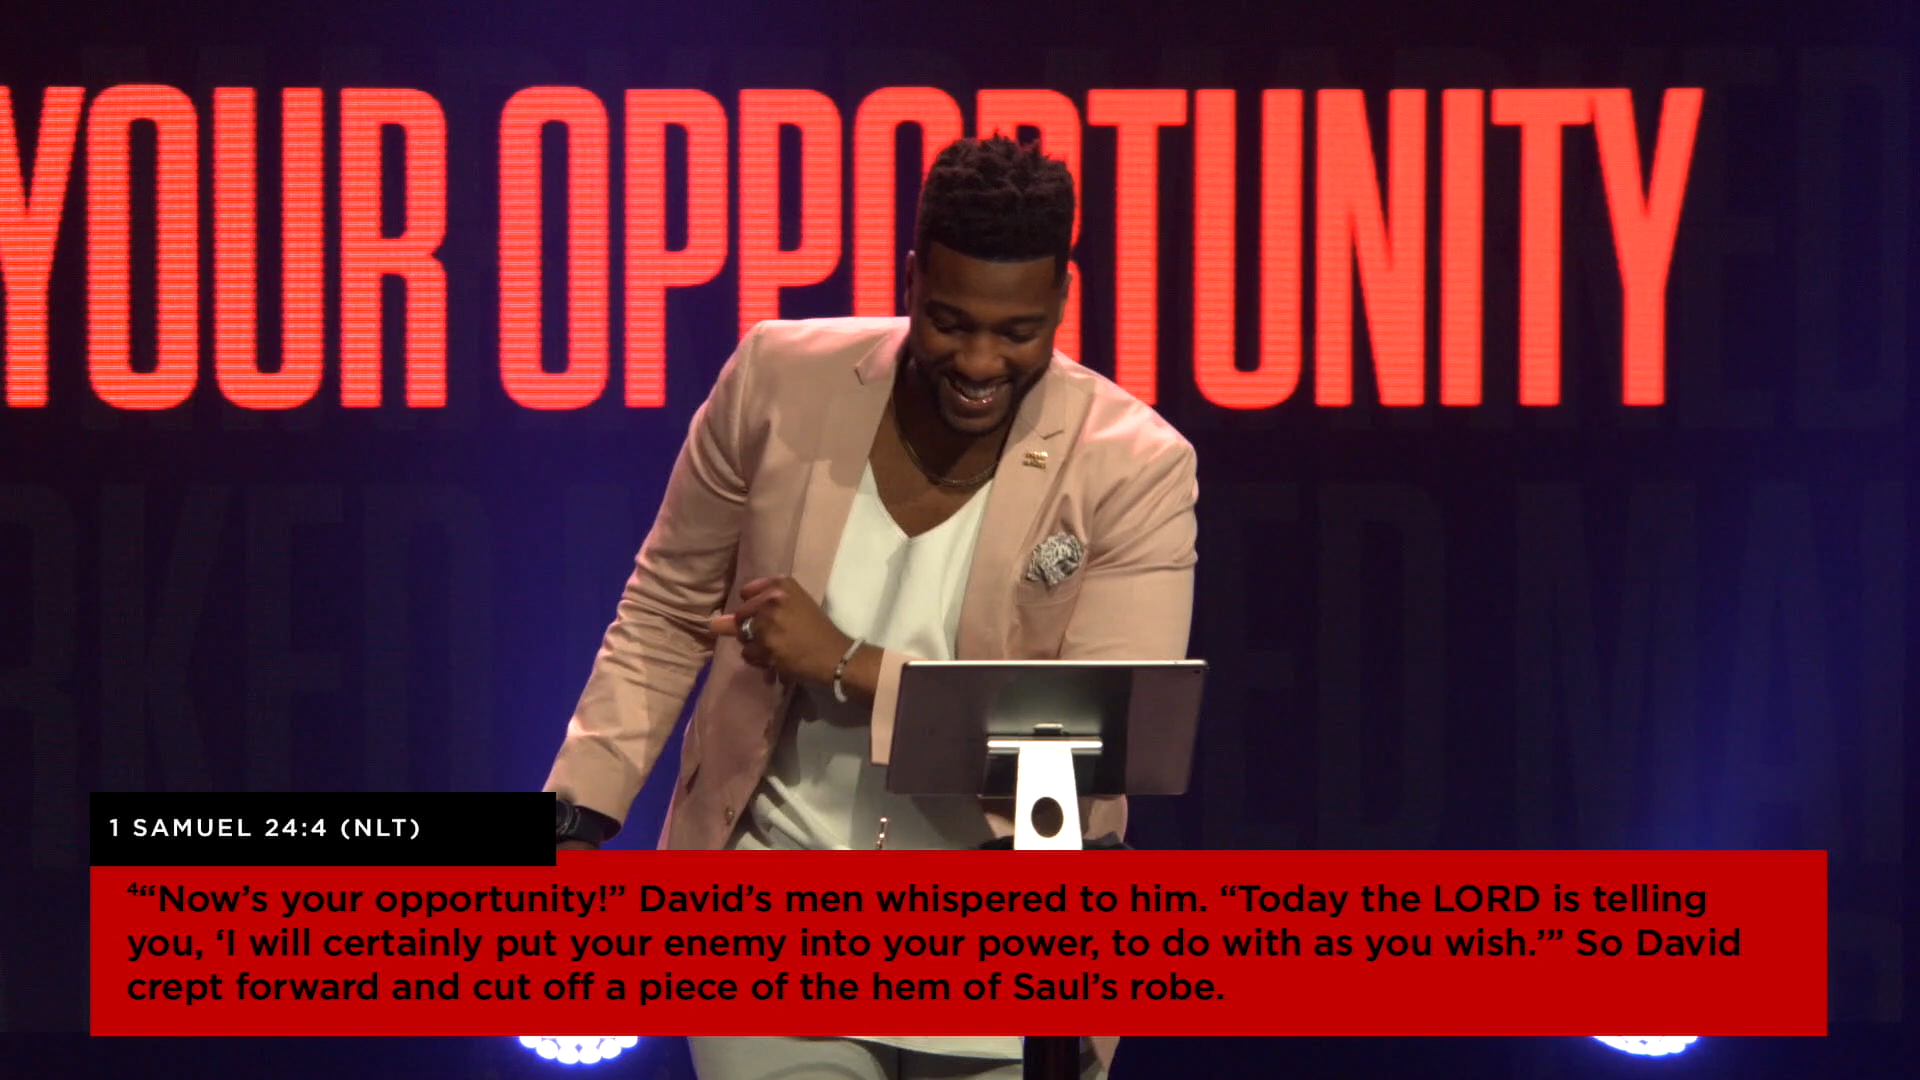 YOUR OPPORTUNITY
1 SAMUEL 24:4 (NLT)
4“Now’s your opportunity!” David’s men whispered to him. “Today the LORD is telling
you, ‘I will certainly put your enemy into your power, to do with as you wish.’” So David
crept forward and cut off a piece of the hem of Saul’s robe.